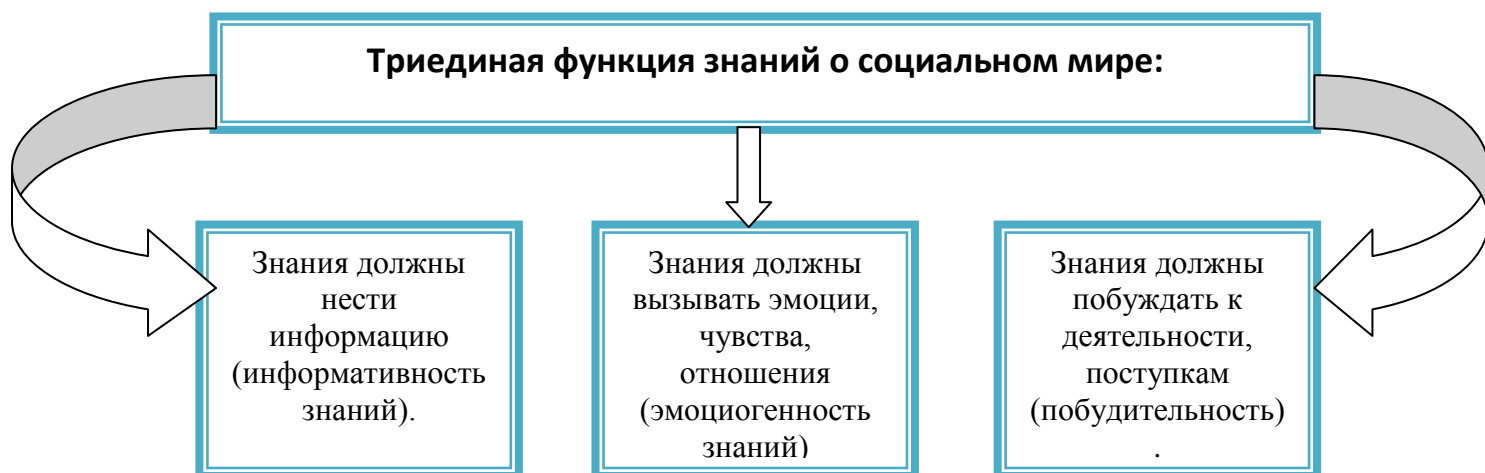 Триединая функция знаний о социальном мире:
Знания должны
нести
информацию
(информативность
знаний).
Знания должны
вызывать эмоции,
чувства,
отношения
(эмоциогенность
знаний)
Знания должны
побуждать к
деятельности,
поступкам
(побудительность)
.